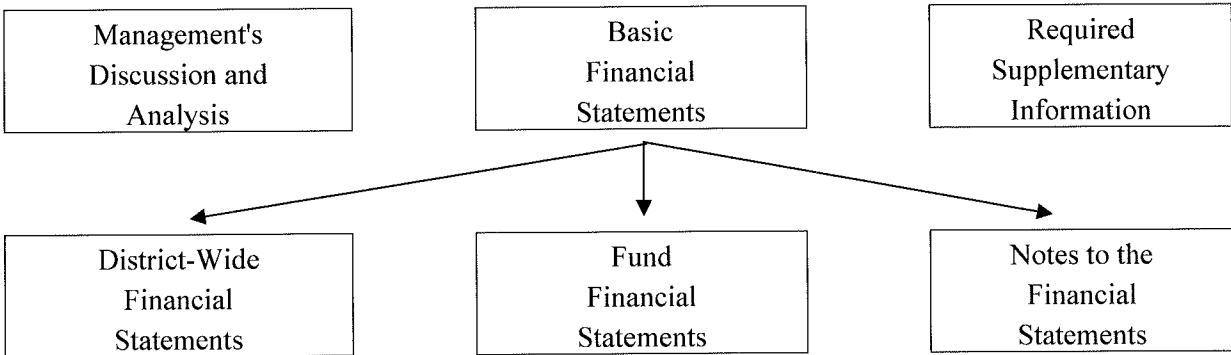 Management's
Discussion and
Analysis
Basic
Financial
Statements
Required
Supplementary
Information
District-Wide
Financial
Statements
Fund
Financial
Statements
Notes to the
Financial
Statements